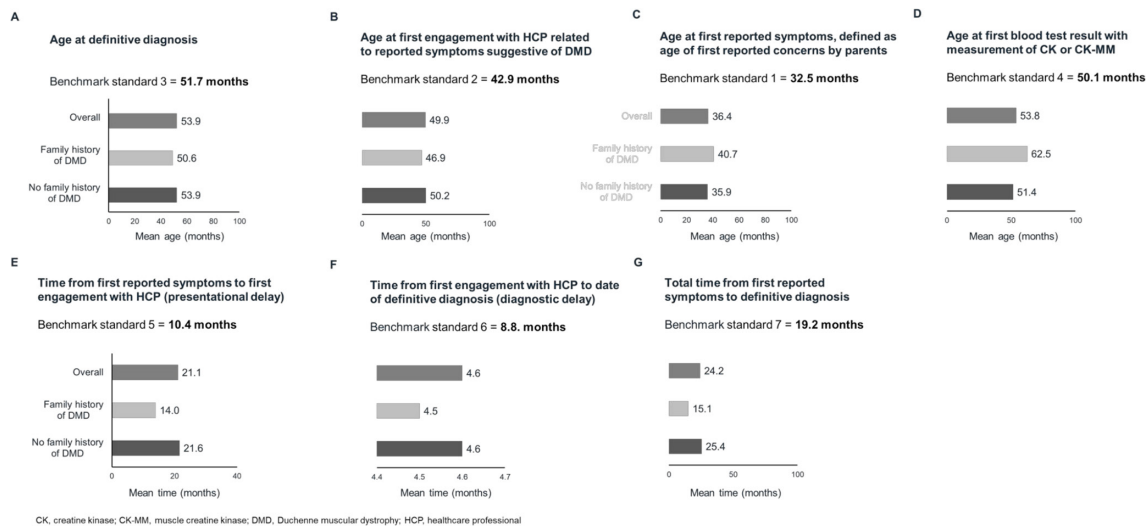 A
Age at definitive diagnosis
Benchmark standard 3 = 51.7 months
Overall
53.9
Family history
of DMD
50.6
No family history
of DMD
53.9
0 20 40 60 80 100
Mean age (months)
B
Age at first engagement with HCP related
to reported symptoms suggestive of DMD
Benchmark standard 2 = 42.9 months
49.9
46.9
50.2
0 50 100
Mean age (months)
C
Age at first reported symptoms, defined as
age of first reported concerns by parents
Benchmark standard 1 = 32.5 months
Overall
36.4
Family history
of DMD
40.7
No family history
of DMD
35.9
0 20 40 60 80 100
Mean age (months)
D
Age at first blood test result with
measurement of CK or CK-MM
Benchmark standard 4 = 50.1 months
53.8
62.5
51.4
0 50 100
Mean age (months)
E
Time from first reported symptoms to first
engagement with HCP (presentational delay)
Benchmark standard 5 = 10.4 months
Overall
21.1
Family history
of DMD
14.0
No family history
of DMD
21.6
0 20 40
Mean time (months)
F
Time from first engagement with HCP to date
of definitive diagnosis (diagnostic delay)
Benchmark standard 6 = 8.8. months
4.6
4.5
4.6
4.4 4.5 4.6 4.7
Mean time (months)
G
Total time from first reported
symptoms to definitive diagnosis
Benchmark standard 7 = 19.2 months
24.2
15.1
25.4
0 100
Mean time (months)
CK, creatine kinase; CK-MM, muscle creatine kinase; DMD, Duchenne muscular dystrophy; HCP, healthcare professional